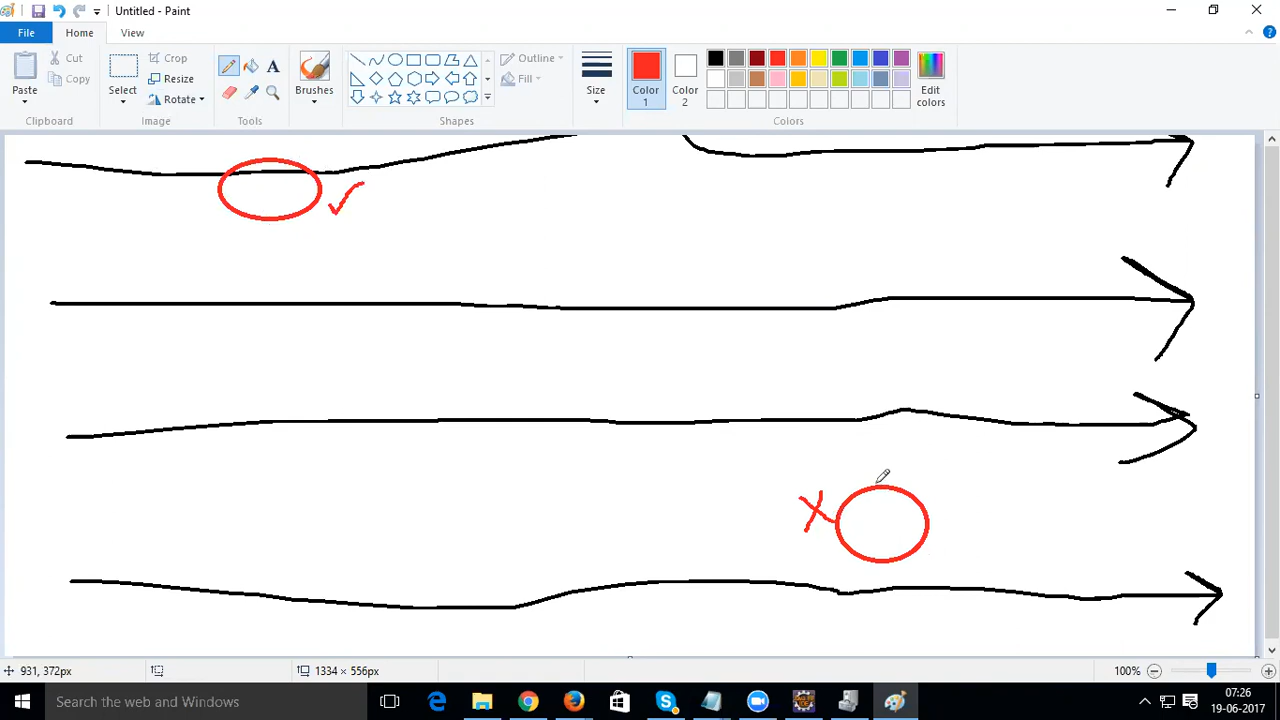 Untitled - Paint
File Home View
Paste
Cut
Copy
Clipboard
Select
Crop
Resize
Rotate
Image
A
Tools
Brushes
Shapes
Outline
Fill
Size
Color 1
Color 2
Edit colors
Colors
X
931, 372px
1334 × 556px
100%
Search the web and Windows
07:26
19-06-2017